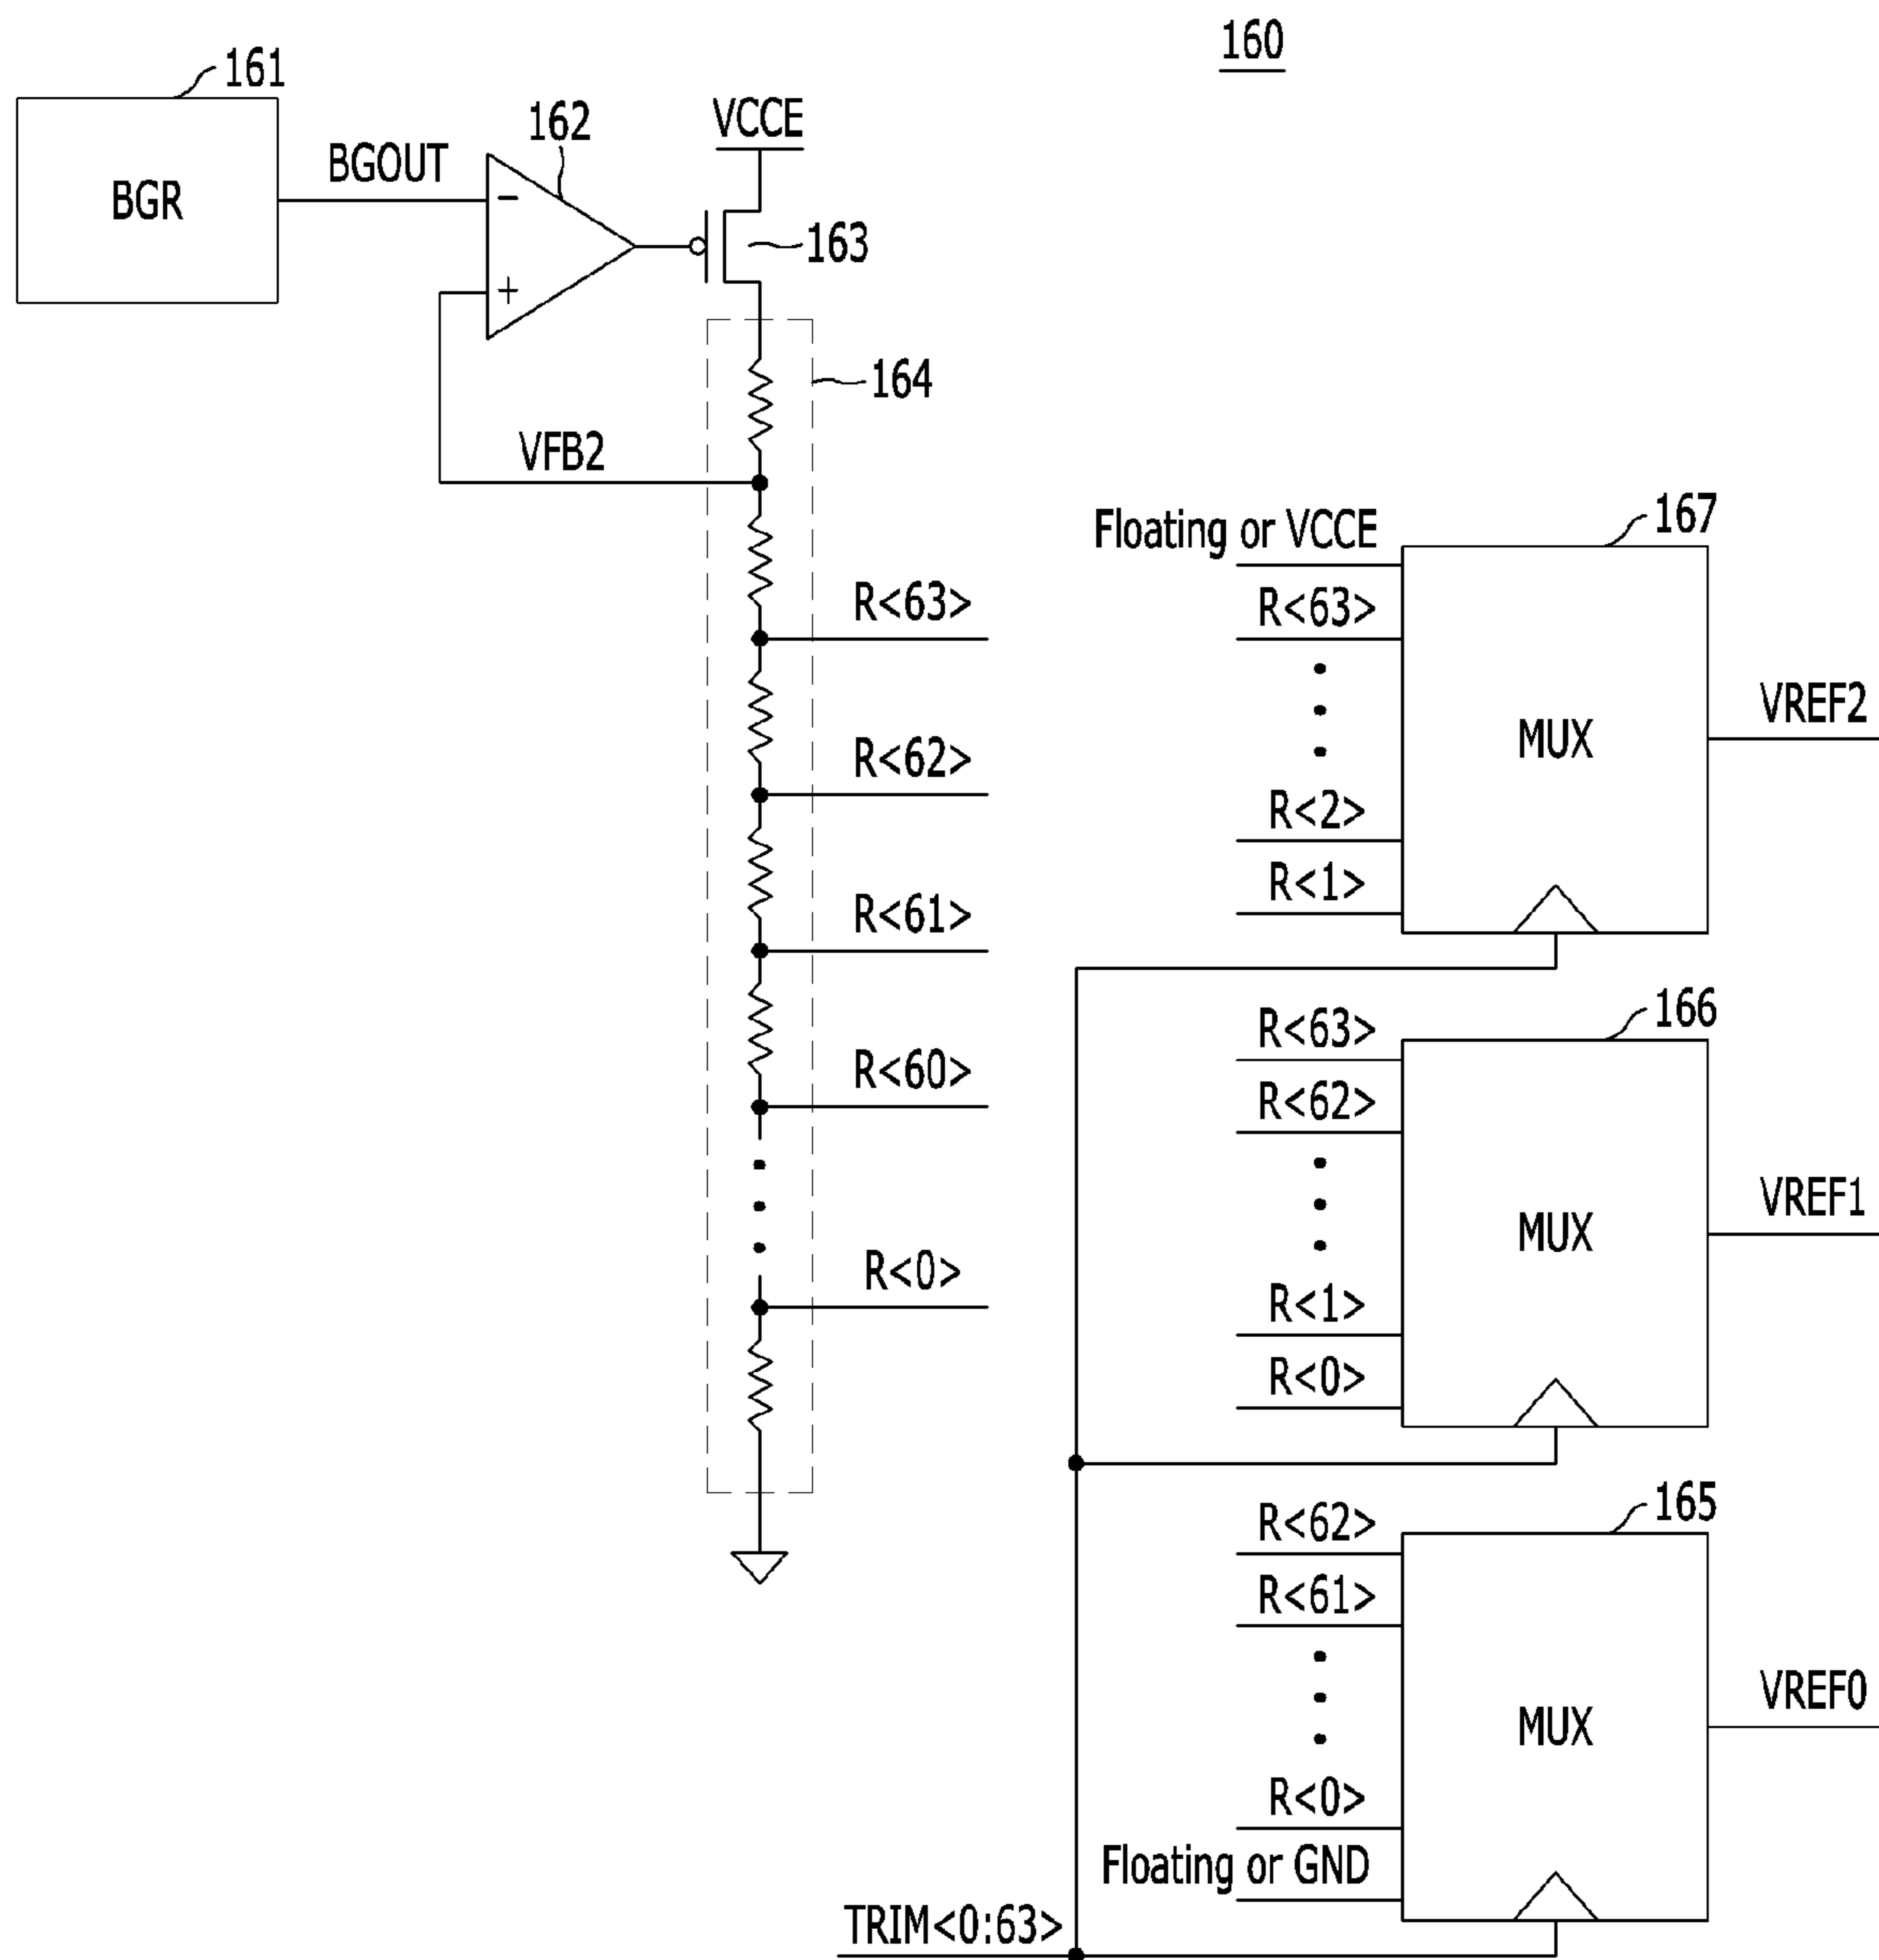 160
161
BGR
BGOUT
162
-
+
VCCE
163
164
VFB2
R<63>
R<62>
R<61>
R<60>
R<0>
Floating or VCCE
R<63>
R<2>
R<1>
167
MUX
VREF2
R<63>
R<62>
R<1>
R<0>
166
MUX
VREF1
R<62>
R<61>
R<0>
Floating or GND
165
MUX
VREF0
TRIM<0:63>